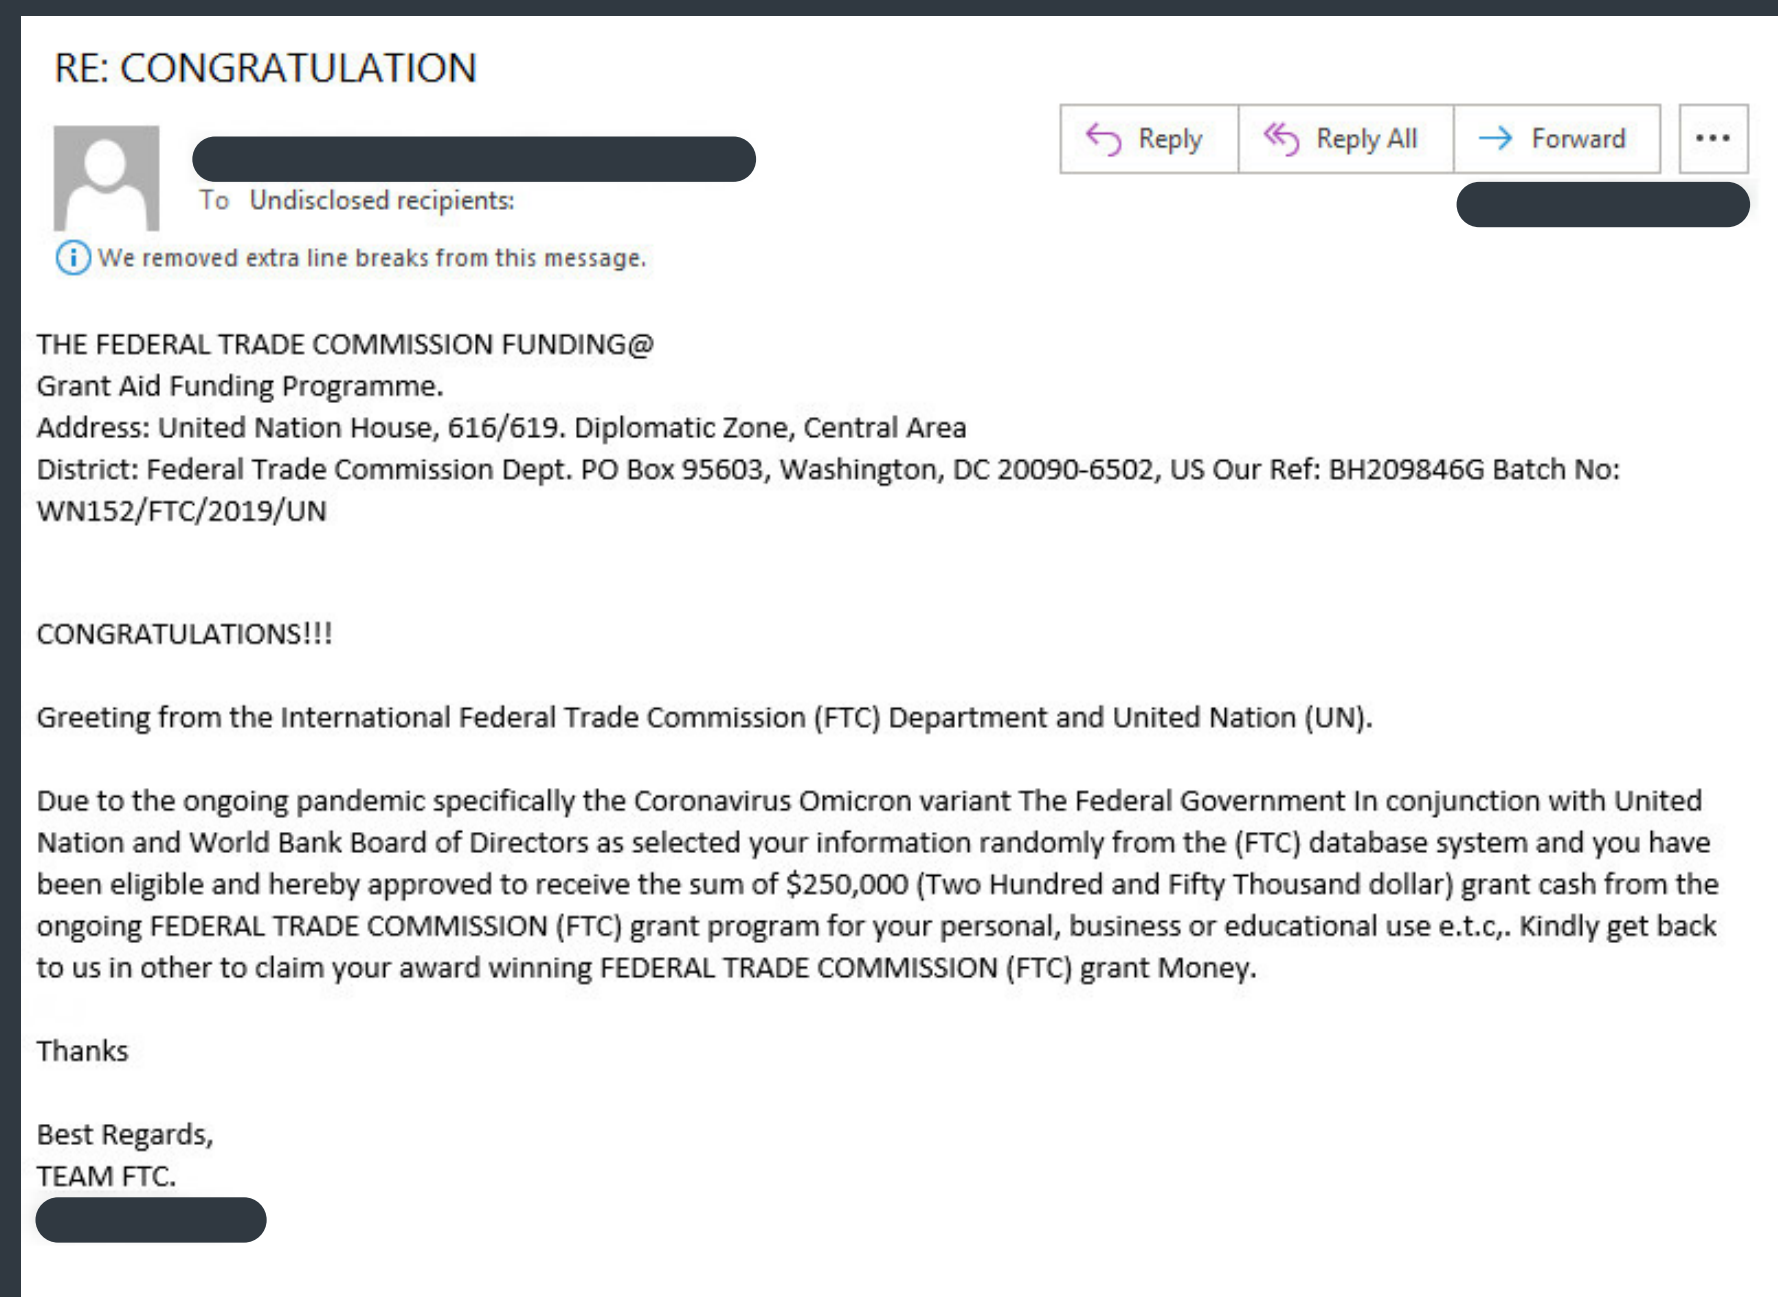 RE: CONGRATULATION
Reply
Reply All
Forward
To Undisclosed recipients:
We removed extra line breaks from this message.
THE FEDERAL TRADE COMMISSION FUNDING@
Grant Aid Funding Programme.
Address: United Nation House, 616/619. Diplomatic Zone, Central Area
District: Federal Trade Commission Dept. PO Box 95603, Washington, DC 20090-6502, US Our Ref: BH209846G Batch No:
WN152/FTC/2019/UN
CONGRATULATIONS!!!
Greeting from the International Federal Trade Commission (FTC) Department and United Nation (UN).
Due to the ongoing pandemic specifically the Coronavirus Omicron variant The Federal Government In conjunction with United
Nation and World Bank Board of Directors as selected your information randomly from the (FTC) database system and you have
been eligible and hereby approved to receive the sum of $250,000 (Two Hundred and Fifty Thousand dollar) grant cash from the
ongoing FEDERAL TRADE COMMISSION (FTC) grant program for your personal, business or educational use e.t.c,. Kindly get back
to us in other to claim your award winning FEDERAL TRADE COMMISSION (FTC) grant Money.
Thanks
Best Regards,
TEAM FTC.